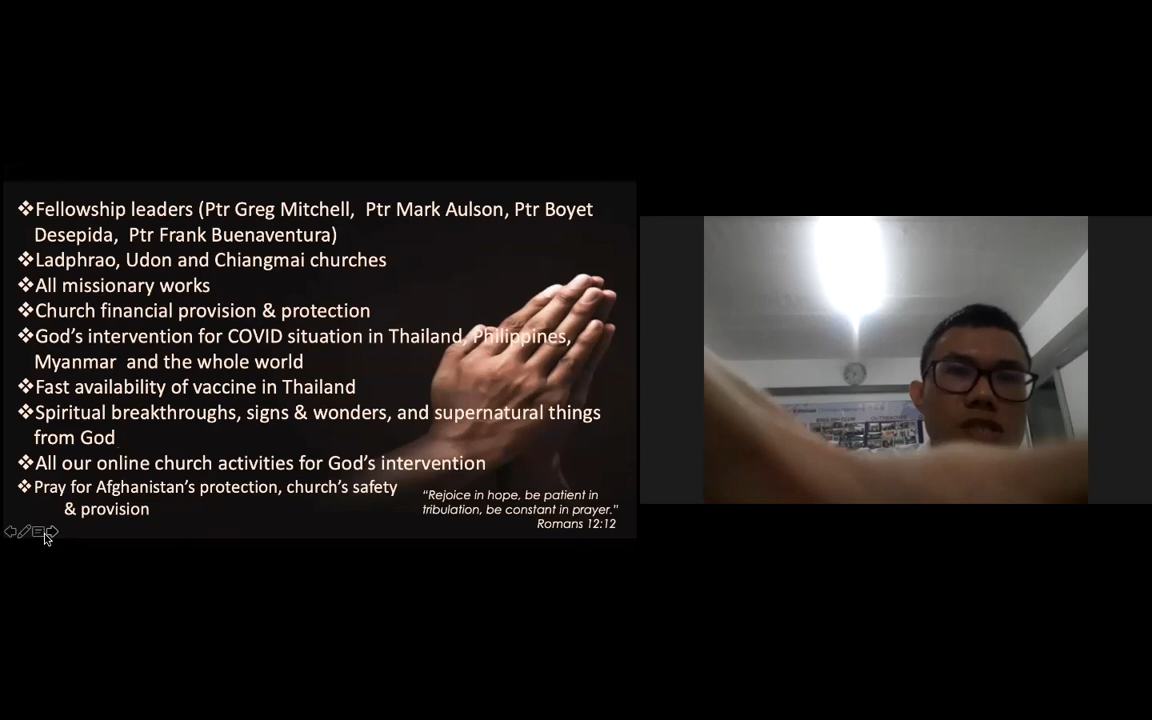 ❖Fellowship leaders (Ptr Greg Mitchell, Ptr Mark Aulson, Ptr Boyet
Desepida, Ptr Frank Buenaventura)
❖Ladphrao, Udon and Chiangmai churches
❖All missionary works
❖Church financial provision & protection
❖God's intervention for COVID situation in Thailand, Philippines,
Myanmar and the whole world
❖Fast availability of vaccine in Thailand
❖Spiritual breakthroughs, signs & wonders, and supernatural things
from God
❖All our online church activities for God's intervention
❖Pray for Afghanistan's protection, church's safety
& provision
“Rejoice in hope, be patient in
tribulation, be constant in prayer.”
Romans 12:12